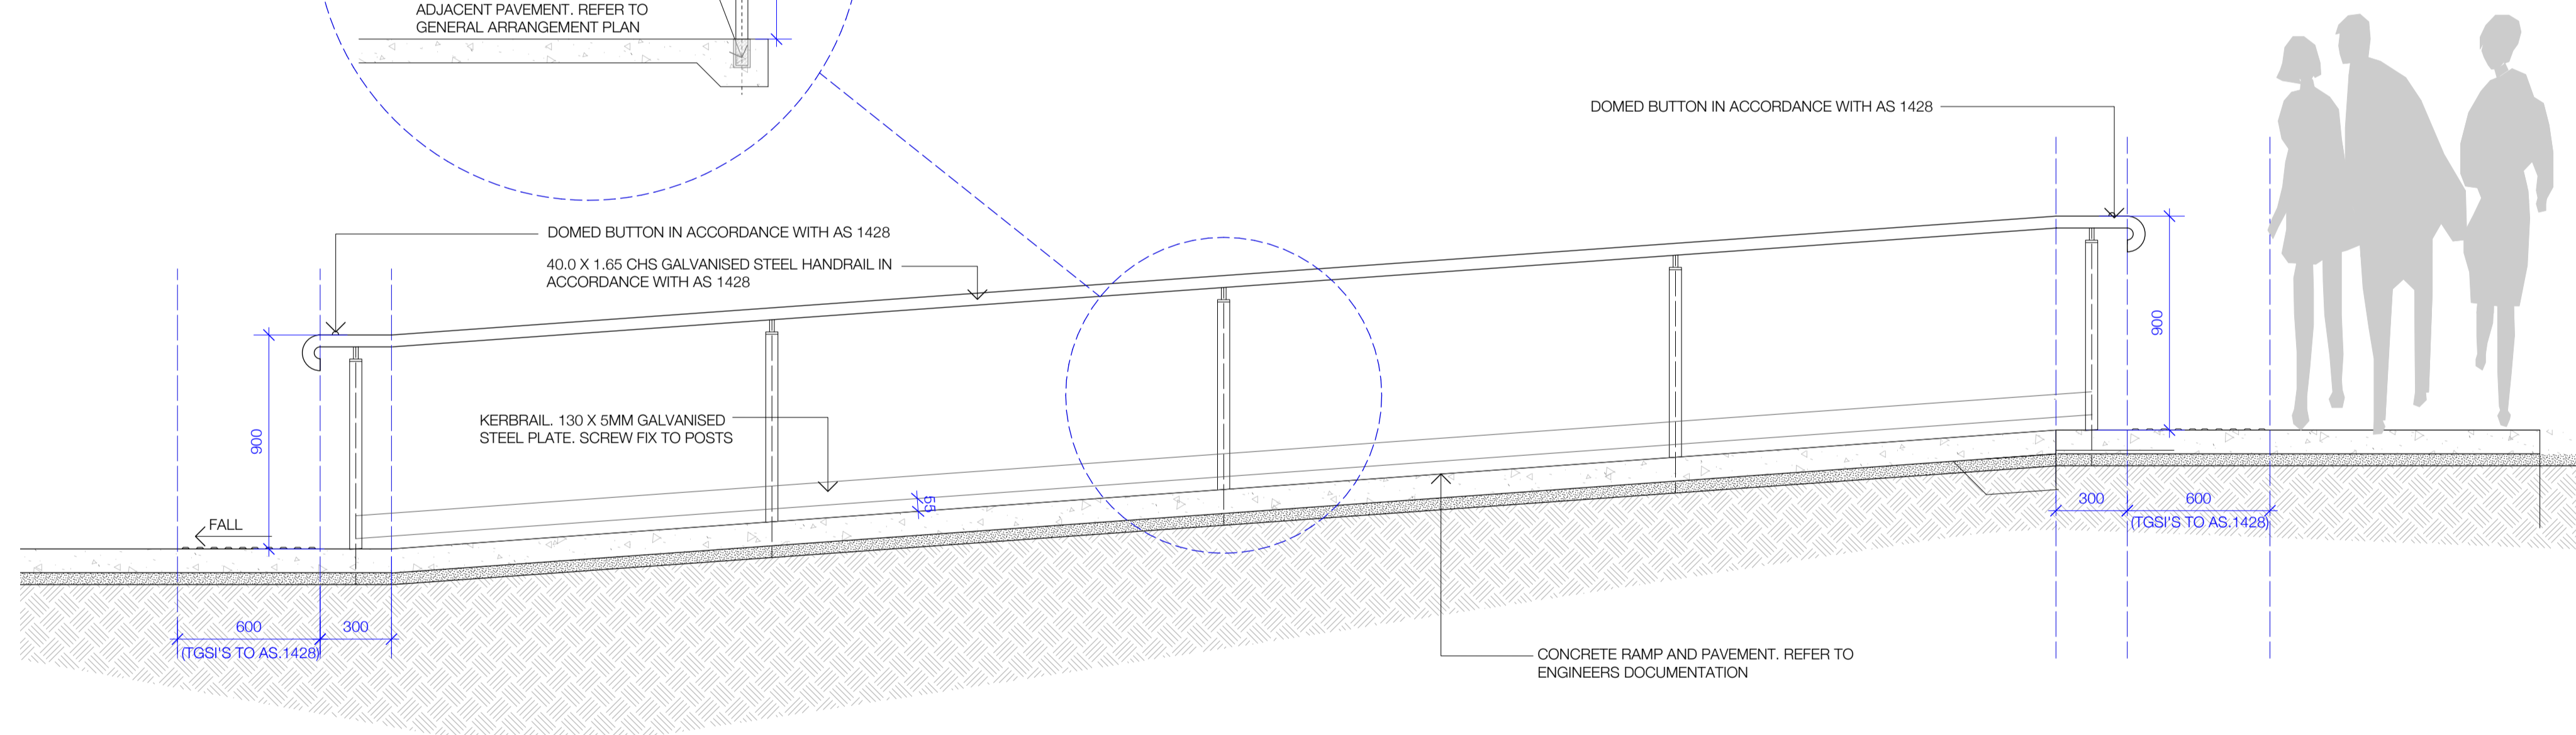 ADJACENT PAVEMENT. REFER TO
GENERAL ARRANGEMENT PLAN
DOMED BUTTON IN ACCORDANCE WITH AS 1428
DOMED BUTTON IN ACCORDANCE WITH AS 1428
40.0 X 1.65 CHS GALVANISED STEEL HANDRAIL IN
ACCORDANCE WITH AS 1428
900
KERBRAIL. 130 X 5MM GALVANISED
STEEL PLATE. SCREW FIX TO POSTS
900
55
300
600
(TGSI'S TO AS.1428)
FALL
600
300
(TGSI'S TO AS.1428)
CONCRETE RAMP AND PAVEMENT. REFER TO
ENGINEERS DOCUMENTATION